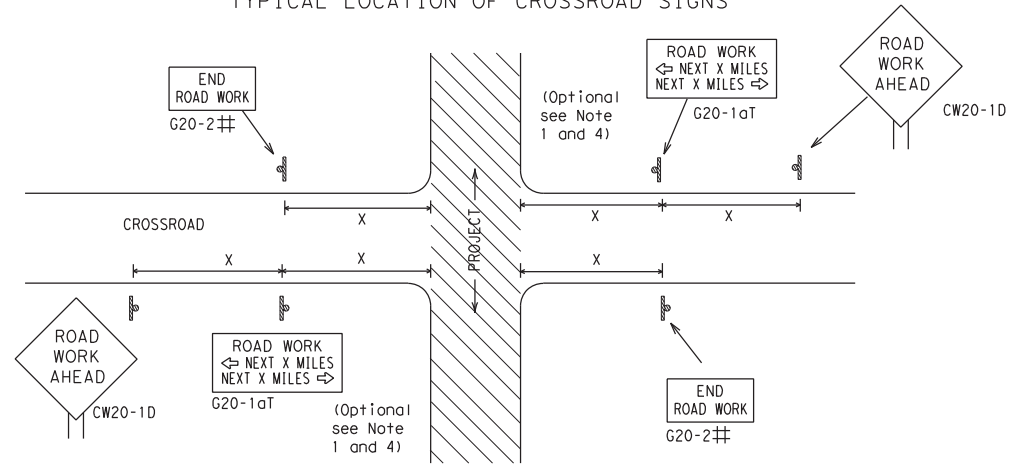 TYPICAL LOCATION OF CROSSROAD SIGNS
END
ROAD WORK
G20-2#
(Optional
see Note
1 and 4)
ROAD WORK
⇦ NEXT X MILES
NEXT X MILES ⇨
G20-1aT
ROAD
WORK
AHEAD
CW20-1D
X
X
X
CROSSROAD
PROJECT
X
X
X
ROAD
WORK
AHEAD
CW20-1D
ROAD WORK
⇦ NEXT X MILES
NEXT X MILES ⇨
G20-1aT
(Optional
see Note
1 and 4)
END
ROAD WORK
G20-2#